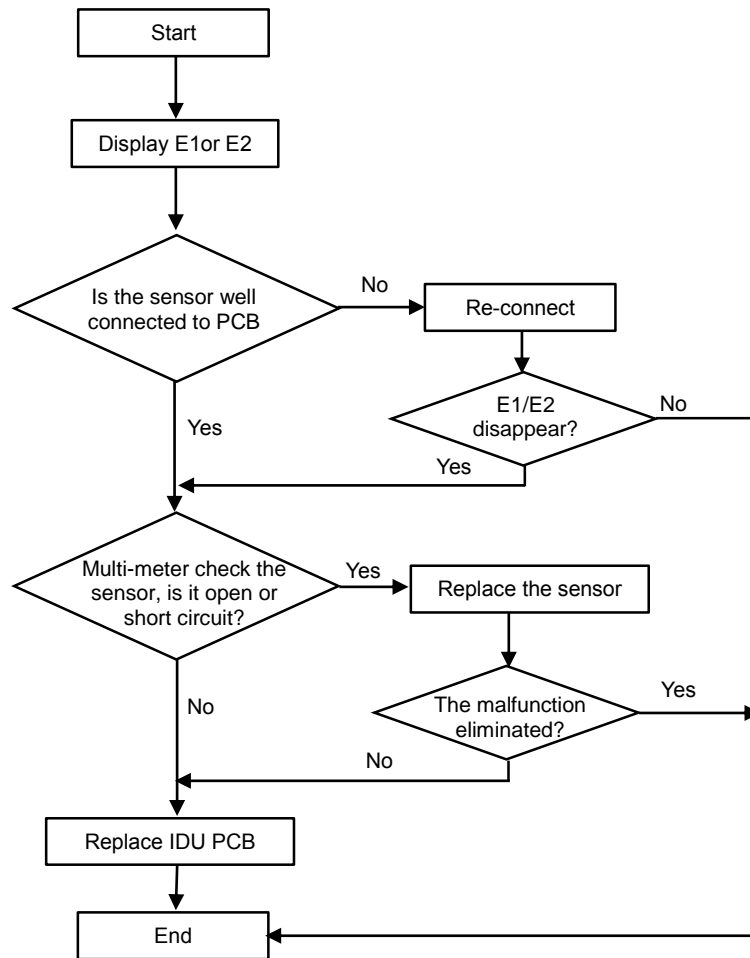 Start
Display E1or E2
Is the sensor well
connected to PCB
No
Re-connect
E1/E2
disappear?
No
Yes
Yes
Multi-meter check the
sensor, is it open or
short circuit?
Yes
Replace the sensor
The malfunction
eliminated?
Yes
No
No
Replace IDU PCB
End